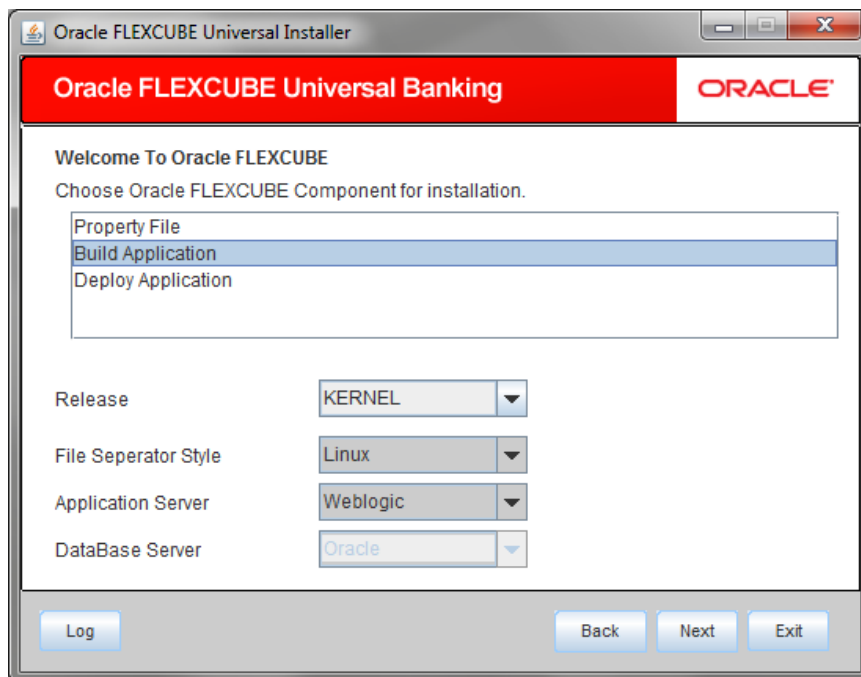 Oracle FLEXCUBE Universal Installer
Oracle FLEXCUBE Universal Banking
ORACLE
Welcome To Oracle FLEXCUBE
Choose Oracle FLEXCUBE Component for installation.
Property File
Build Application
Deploy Application
Release KERNEL
File Seperator Style Linux
Application Server Weblogic
DataBase Server Oracle
Log Back Next Exit